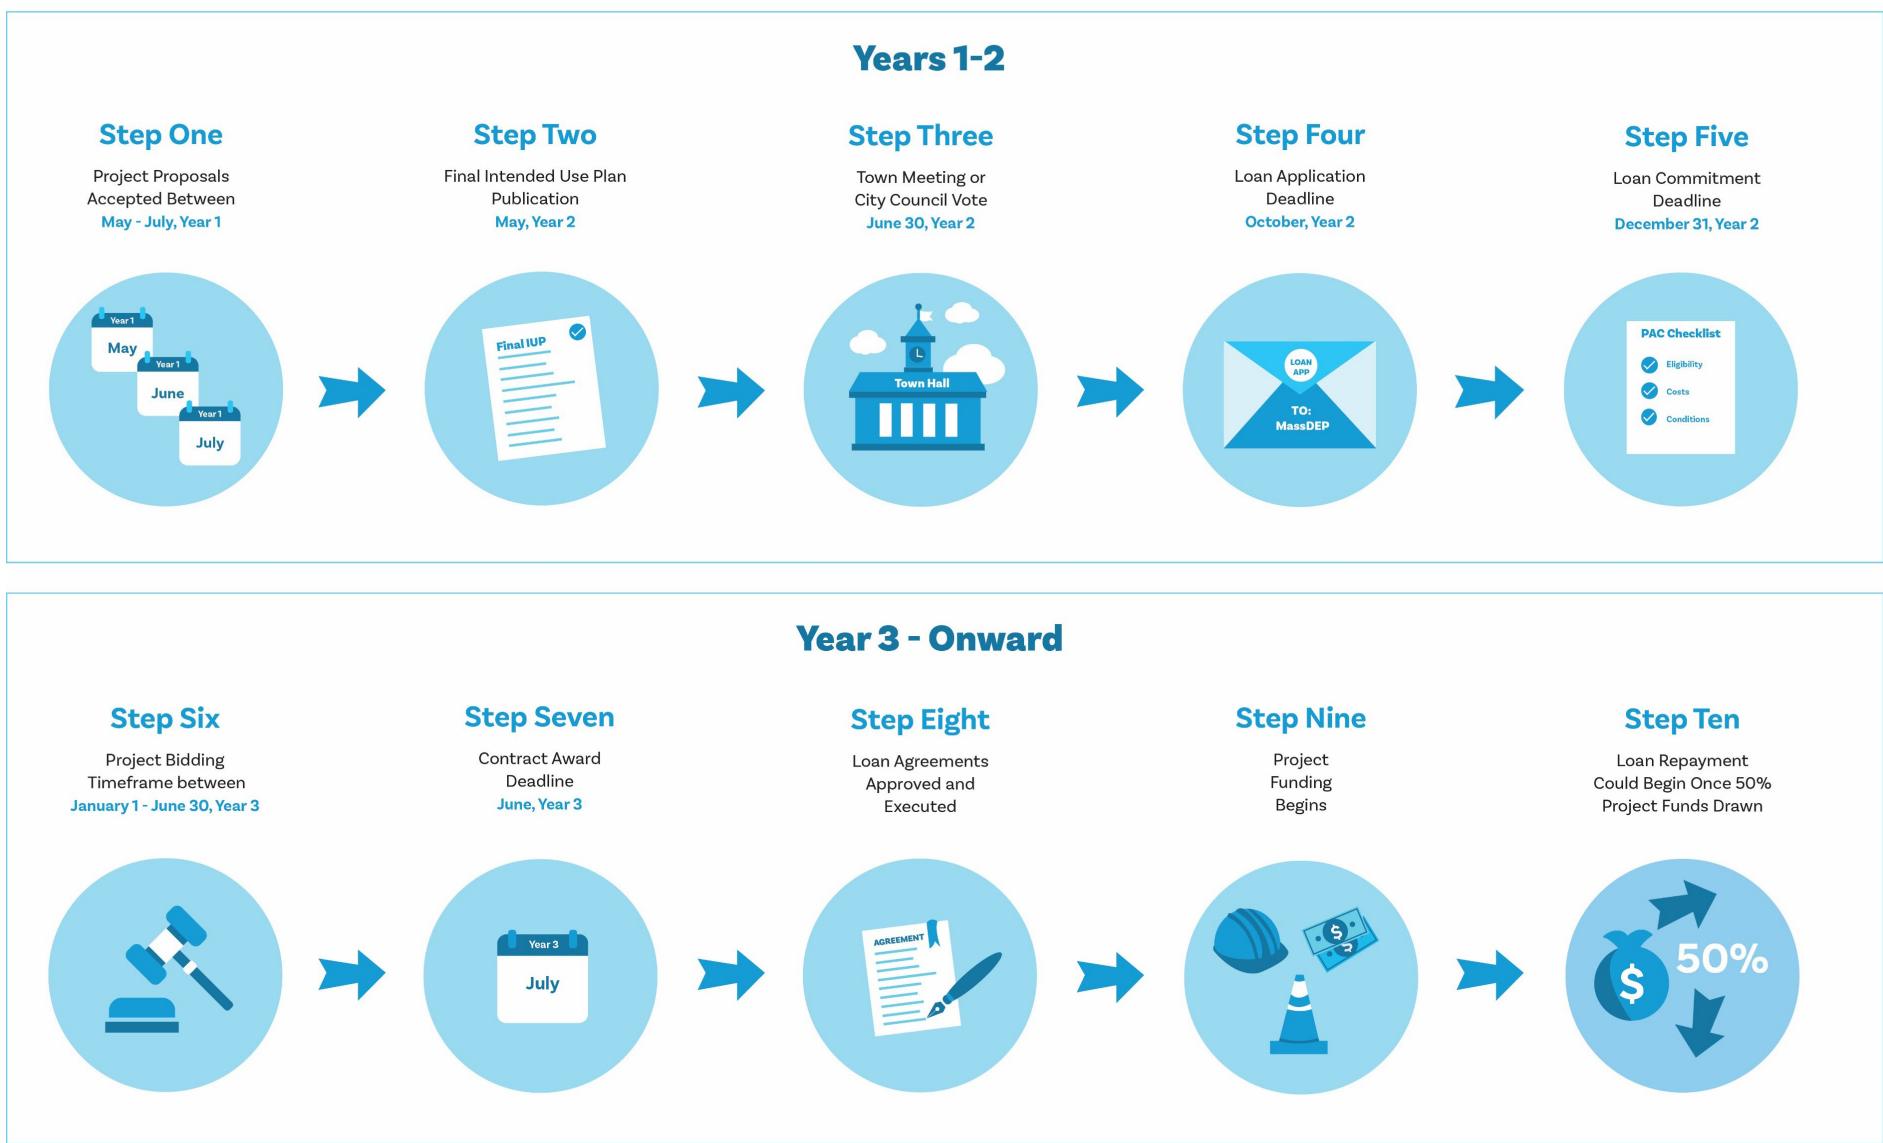 Years 1-2
Step One
Project Proposals
Accepted Between
May - July, Year 1
Year 1
May
Year 1
June
Year 1
July
Step Two
Final Intended Use Plan
Publication
May, Year 2
Final IUP
Step Three
Town Meeting or
City Council Vote
June 30, Year 2
Town Hall
Step Four
Loan Application
Deadline
October, Year 2
LOAN
APP
TO:
MassDEP
Step Five
Loan Commitment
Deadline
December 31, Year 2
PAC Checklist
Eligibility
Costs
Conditions
Year 3 - Onward
Step Six
Project Bidding
Timeframe between
January 1 - June 30, Year 3
Step Seven
Contract Award
Deadline
June, Year 3
Year 3
July
Step Eight
Loan Agreements
Approved and
Executed
AGREEMENT
Step Nine
Project
Funding
Begins
$
$
Step Ten
Loan Repayment
Could Begin Once 50%
Project Funds Drawn
$
50%